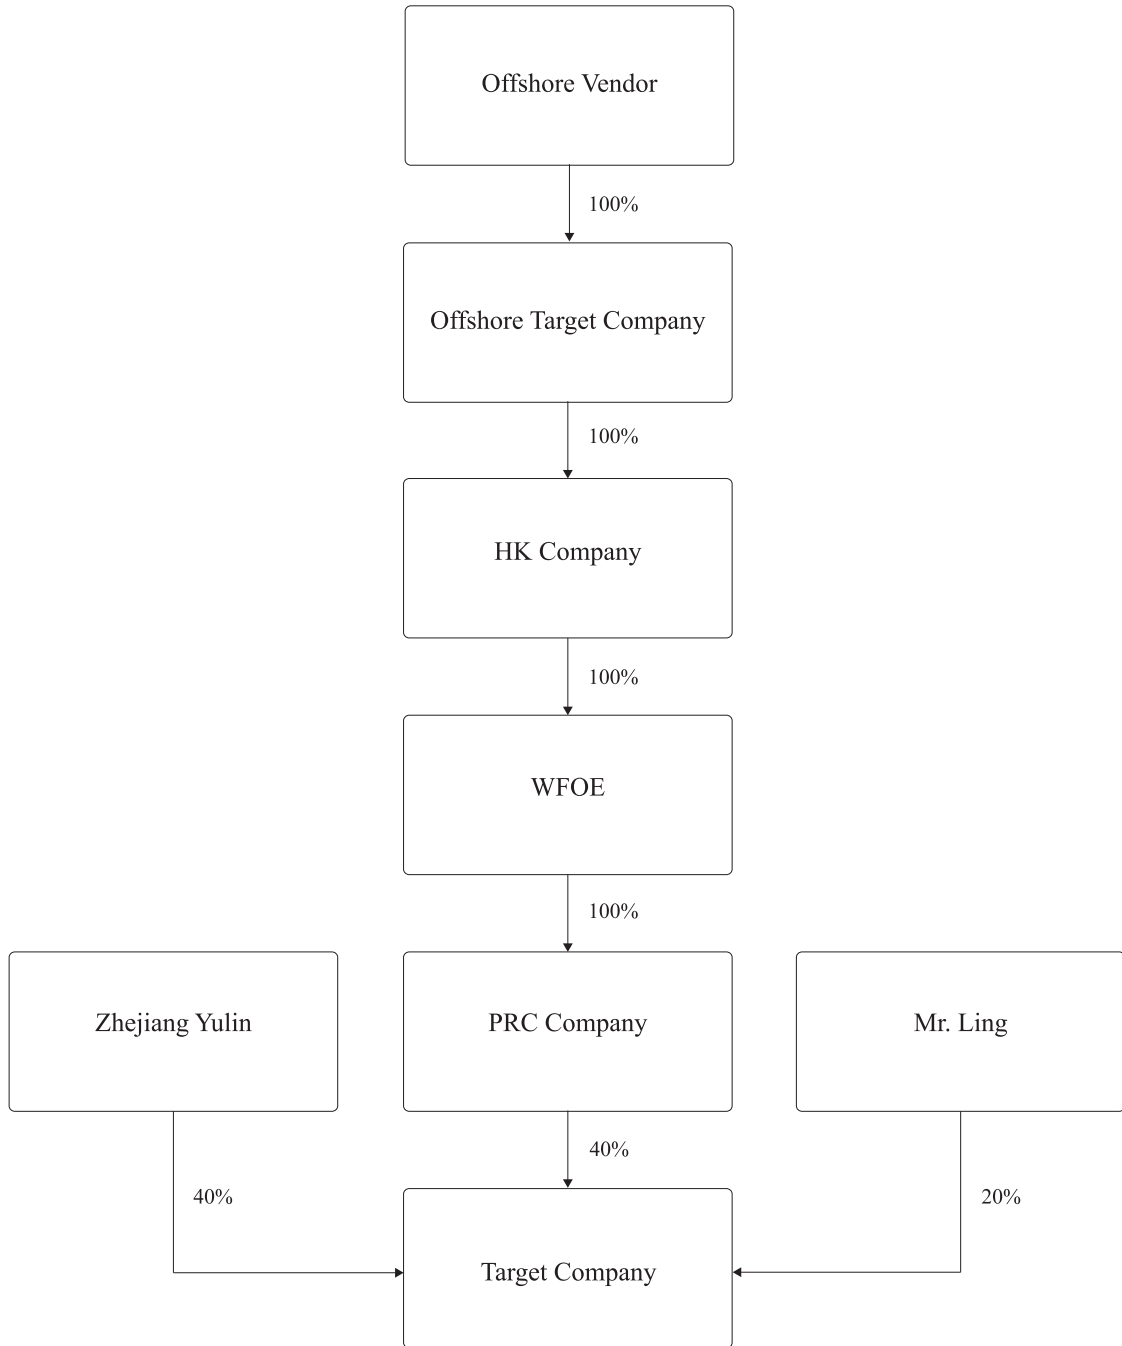 Offshore Vendor
100%
Offshore Target Company
100%
HK Company
100%
WFOE
100%
Zhejiang Yulin
PRC Company
Mr. Ling
40%
40%
20%
Target Company